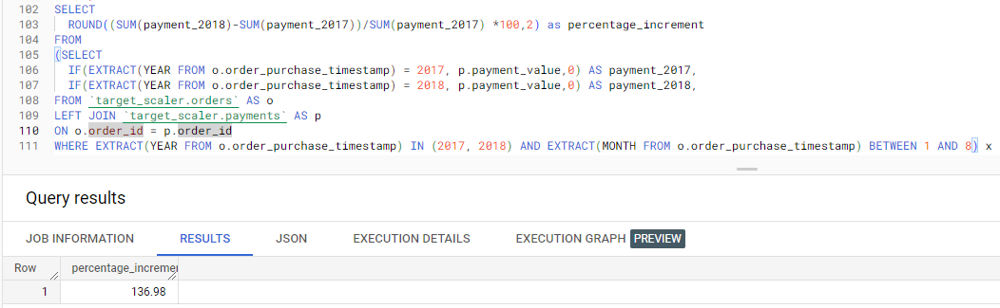 102 SELECT
103 ROUND((SUM(payment_2018)-SUM(payment_2017))/SUM(payment_2017) *100,2) as percentage_increment
104 FROM
105 (SELECT
106 IF(EXTRACT(YEAR FROM o.order_purchase_timestamp) = 2017, p.payment_value,0) AS payment_2017,
107 IF(EXTRACT(YEAR FROM o.order_purchase_timestamp) = 2018, p.payment_value,0) AS payment_2018,
108 FROM `target_scaler.orders` AS o
109 LEFT JOIN `target_scaler.payments` AS p
110 ON o.order_id = p.order_id
111 WHERE EXTRACT(YEAR FROM o.order_purchase_timestamp) IN (2017, 2018) AND EXTRACT(MONTH FROM o.order_purchase_timestamp) BETWEEN 1 AND 8) x
Query results
JOB INFORMATION RESULTS JSON EXECUTION DETAILS EXECUTION GRAPH PREVIEW
Row percentage_incremen
1 136.98